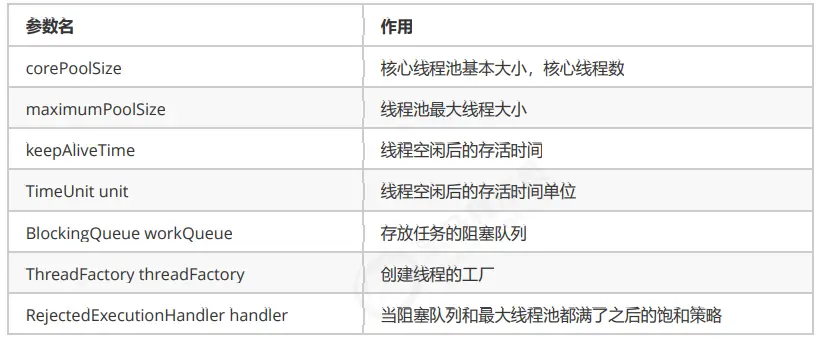 参数名 作用
corePoolSize 核心线程池基本大小，核心线程数
maximumPoolSize 线程池最大线程大小
keepAliveTime 线程空闲后的存活时间
TimeUnit unit 线程空闲后的存活时间单位
BlockingQueue workQueue 存放任务的阻塞队列
ThreadFactory threadFactory 创建线程的工厂
RejectedExecutionHandler handler 当阻塞队列和最大线程池都满了之后的饱和策略